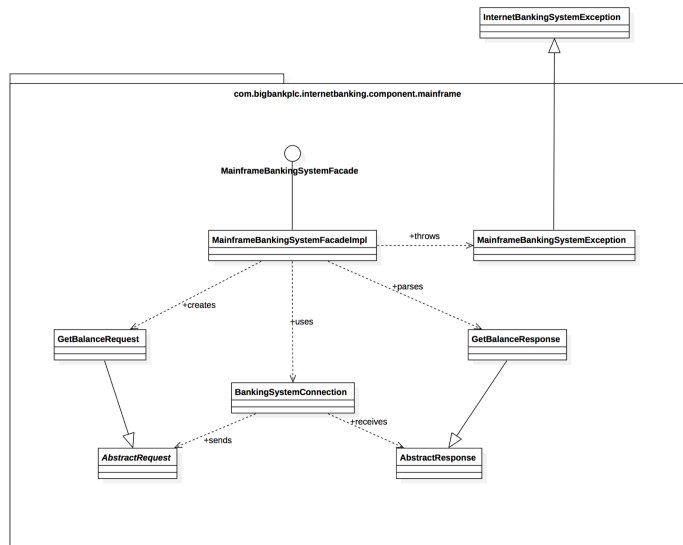 InternetBankingSystemException
com.bigbankplc.internetbanking.component.mainframe
MainframeBankingSystemFacade
MainframeBankingSystemFacadeImpl
+throws
MainframeBankingSystemException
+creates
+uses
+parses
GetBalanceRequest
GetBalanceResponse
BankingSystemConnection
+sends
+receives
AbstractRequest
AbstractResponse